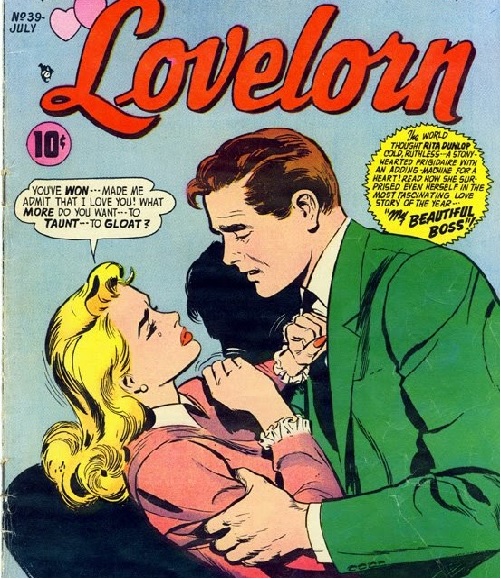 No 39-
JULY
Lovelorn
10¢
The WORLD
THOUGHT RITA DUNLOP
COLD, RUTHLESS--A STONY-
HEARTED FRIGIDAIRE WITH
AN ADDING-MACHINE FOR A
HEART! READ HOW SHE SUR-
PRISED EVEN HERSELF IN THE
MOST FASCINATING LOVE
STORY OF THE YEAR--
"MY BEAUTIFUL
BOSS"!
YOU'VE WON---MADE ME
ADMIT THAT I LOVE YOU! WHAT
MORE DO YOU WANT---TO
TAUNT--TO GLOAT?